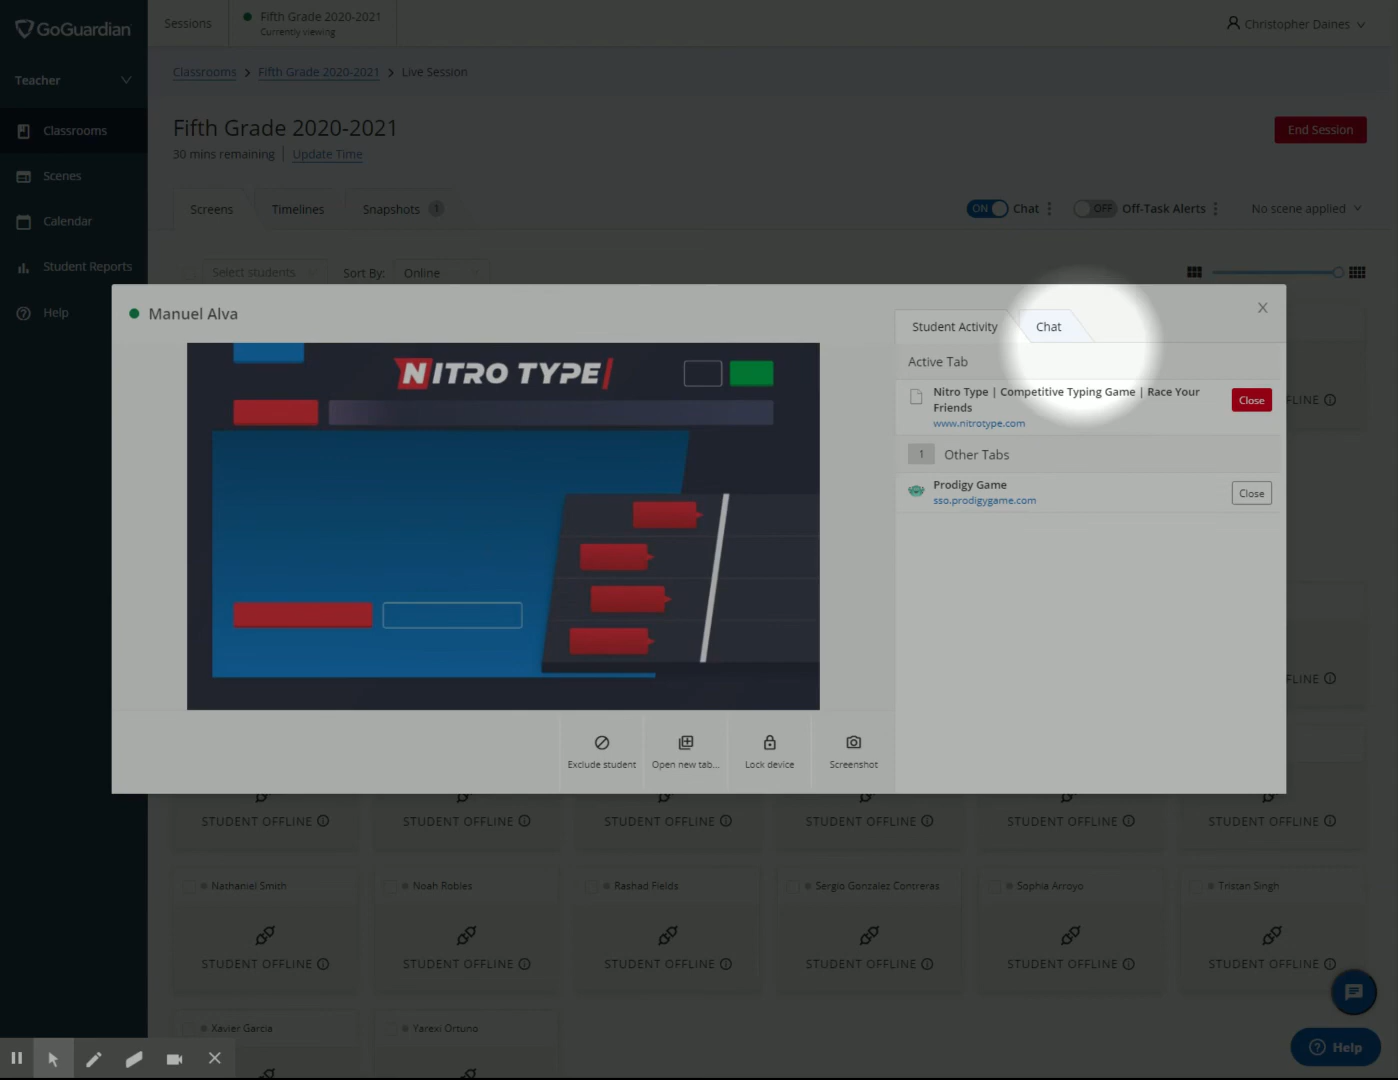 GoGuardian
Teacher
Classrooms
Scenes
Calendar
Student Reports
Help
Sessions
Fifth Grade 2020-2021
Currently viewing
Christopher Daines
Classrooms > Fifth Grade 2020-2021 > Live Session
Fifth Grade 2020-2021
30 mins remaining | Update Time
End Session
Screens
Timelines
Snapshots 1
ON Chat
OFF Off-Task Alerts
No scene applied
Select students
Sort By: Online
Manuel Alva
X
NITRO TYPE
Exclude student
Open new tab...
Lock device
Screenshot
Student Activity
Chat
Active Tab
Nitro Type | Competitive Typing Game | Race Your
Friends
www.nitrotype.com
Close
1 Other Tabs
Prodigy Game
sso.prodigygame.com
Close
STUDENT OFFLINE
STUDENT OFFLINE
STUDENT OFFLINE
STUDENT OFFLINE
STUDENT OFFLINE
STUDENT OFFLINE
Nathaniel Smith
Noah Robles
Rashad Fields
Sergio Gonzalez Contreras
Sophia Arroyo
Tristan Singh
STUDENT OFFLINE
STUDENT OFFLINE
STUDENT OFFLINE
STUDENT OFFLINE
STUDENT OFFLINE
STUDENT OFFLINE
Xavier Garcia
Yarexi Ortuno
Help